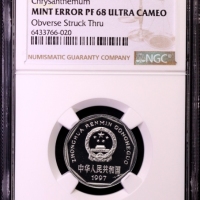 Chrysanthemum
MINT ERROR PF 68 ULTRA CAMEO
Obverse Struck Thru
6433766-020
NUMISMATIC GUARANTY COMPANY
NGC
ZHONGHUA RENMIN GONGHEGUO
中华人民共和国
1997